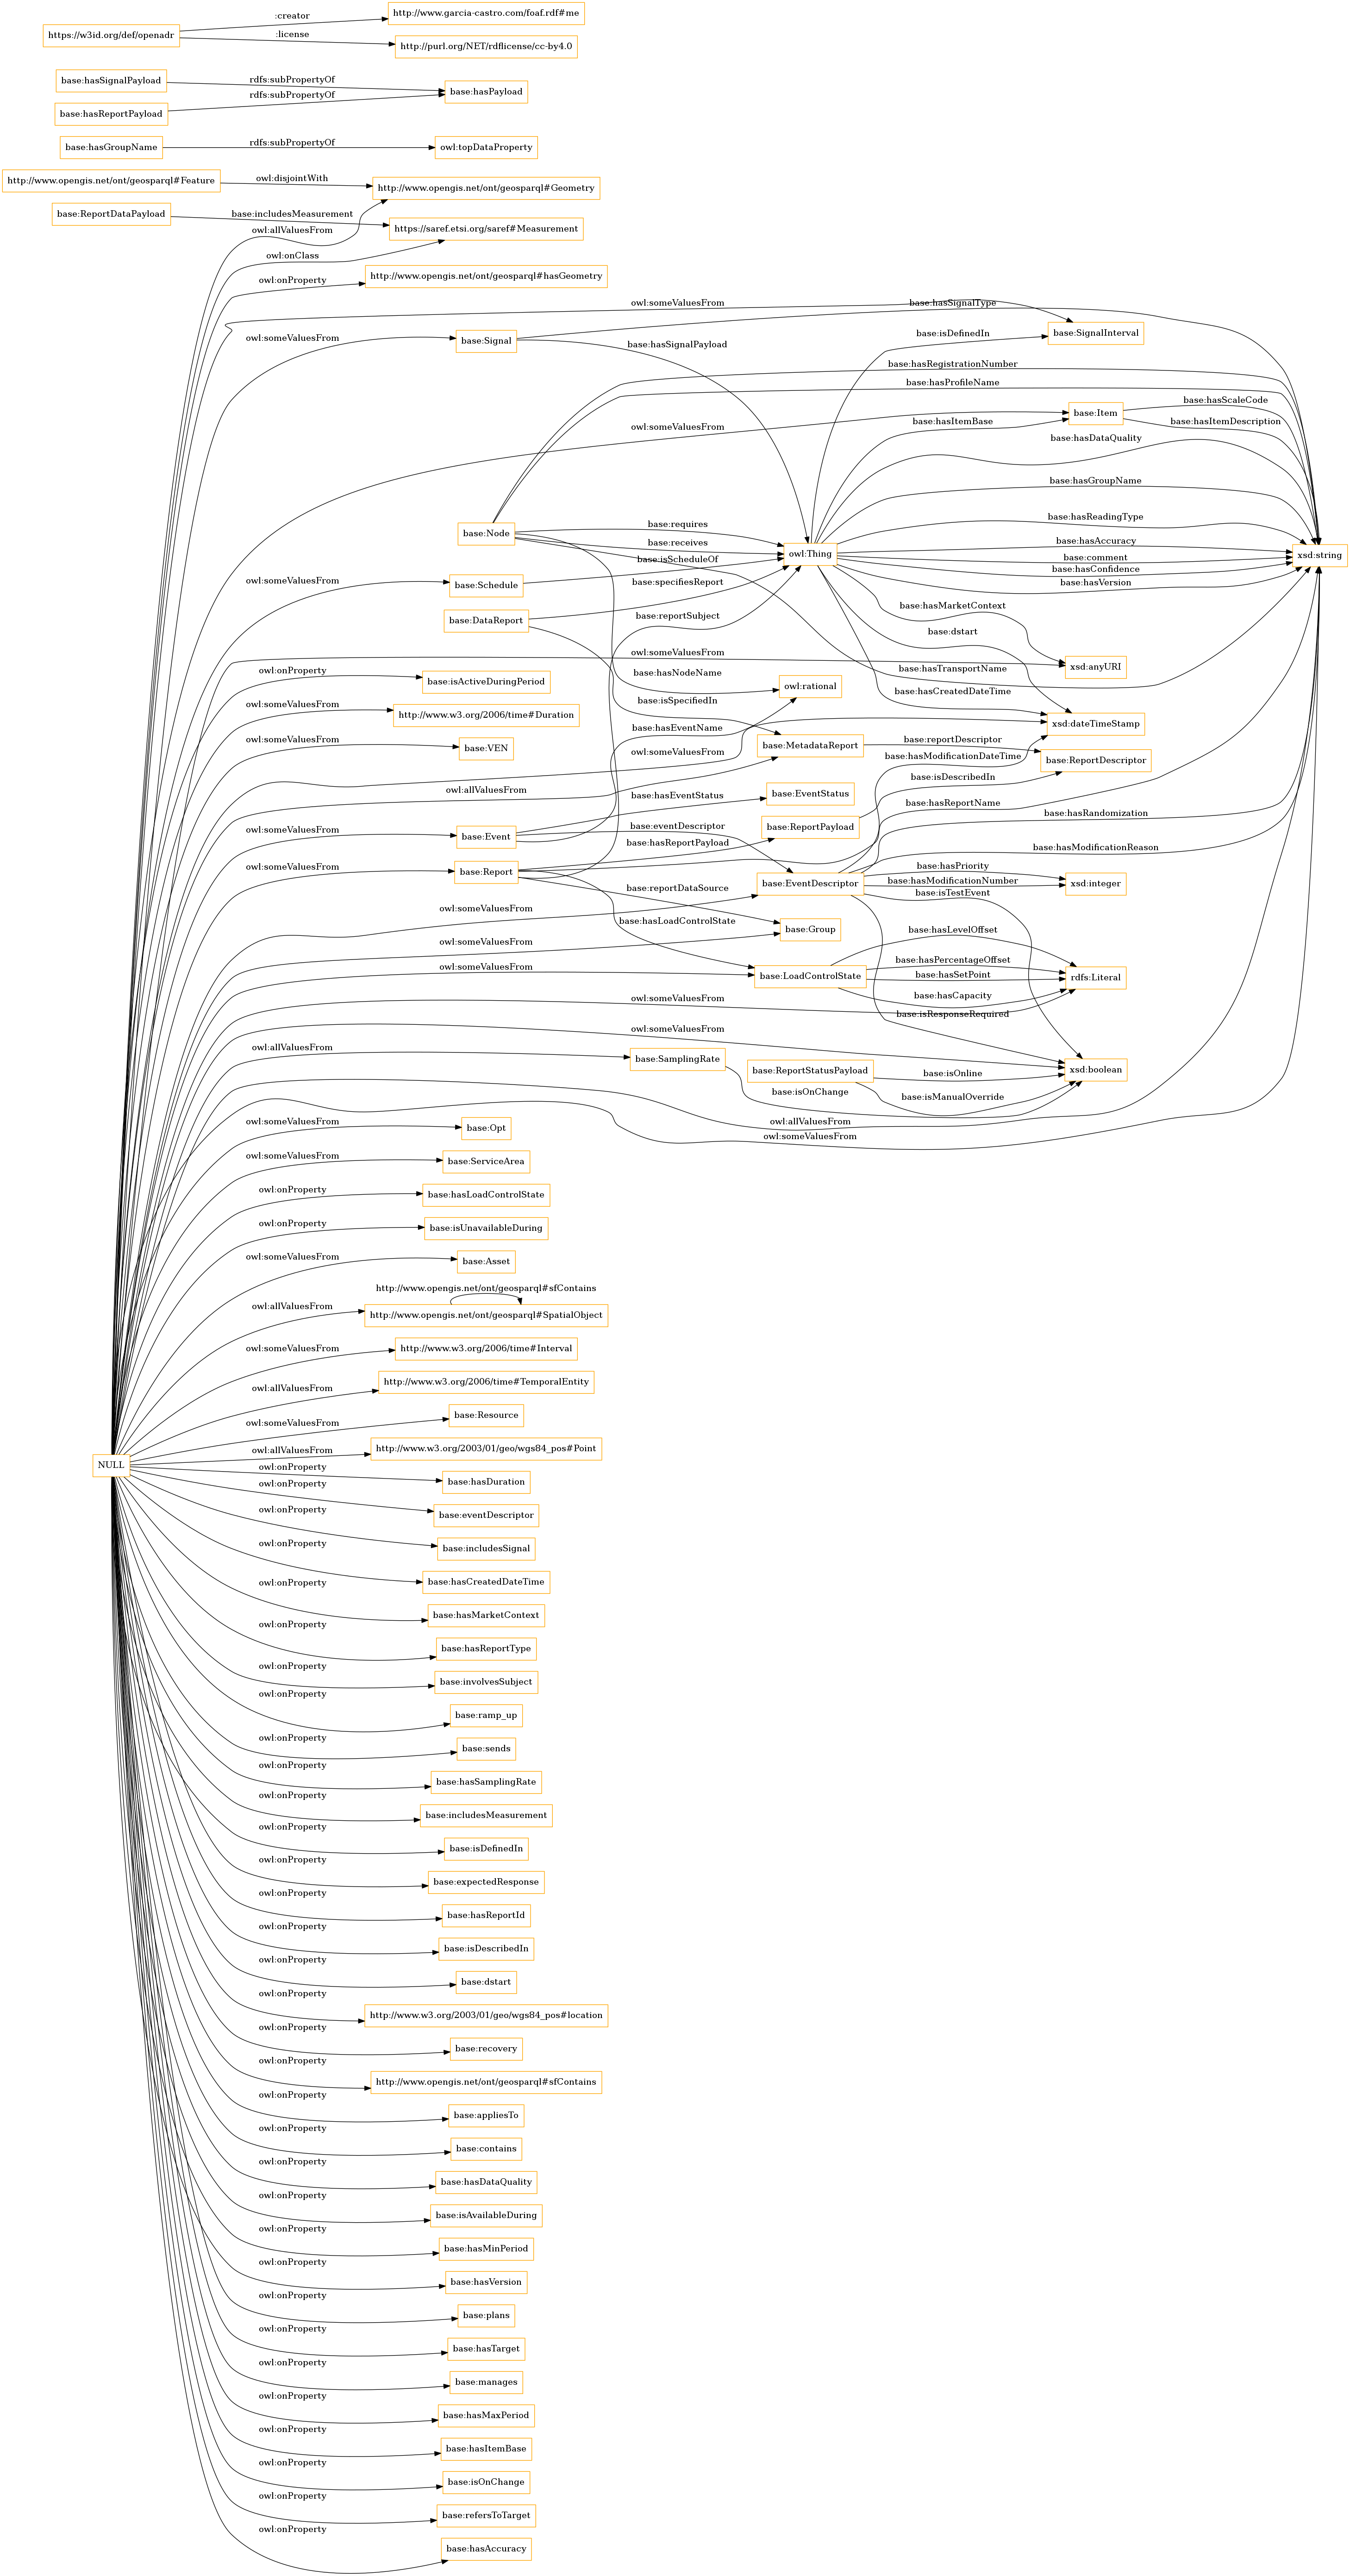 :creator
http://www.garcia-castro.com/foaf.rdf#me
https://w3id.org/def/openadr
:license
http://purl.org/NET/rdflicense/cc-by4.0
base:hasSignalPayload
rdfs:subPropertyOf
base:hasPayload
rdfs:subPropertyOf
base:hasReportPayload
base:hasGroupName
rdfs:subPropertyOf
owl:topDataProperty
http://www.opengis.net/ont/geosparql#Feature
owl:disjointWith
http://www.opengis.net/ont/geosparql#Geometry
base:ReportDataPayload
base:includesMeasurement
owl:allValuesFrom
https://saref.etsi.org/saref#Measurement
owl:onClass
owl:onProperty
http://www.opengis.net/ont/geosparql#hasGeometry
owl:someValuesFrom
base:hasSignalType
base:SignalInterval
owl:someValuesFrom
base:Signal
base:hasSignalPayload
base:isDefinedIn
base:hasRegistrationNumber
base:hasProfileName
base:Item
base:hasScaleCode
owl:someValuesFrom
base:hasItemBase
base:hasItemDescription
base:hasDataQuality
base:hasGroupName
base:Node
base:requires
base:hasReadingType
base:receives
owl:Thing
base:hasAccuracy
xsd:string
base:isScheduleOf
base:comment
base:hasConfidence
owl:someValuesFrom
base:Schedule
base:specifiesReport
base:hasVersion
base:DataReport
base:reportSubject
base:hasMarketContext
base:dstart
owl:someValuesFrom
xsd:anyURI
owl:onProperty
base:isActiveDuringPeriod
base:hasNodeName
base:hasTransportName
owl:rational
base:hasCreatedDateTime
owl:someValuesFrom
http://www.w3.org/2006/time#Duration
base:isSpecifiedIn
xsd:dateTimeStamp
base:hasEventName
owl:someValuesFrom
base:VEN
owl:someValuesFrom
base:MetadataReport
base:reportDescriptor
base:hasModificationDateTime
base:ReportDescriptor
owl:allValuesFrom
base:EventStatus
base:hasEventStatus
base:isDescribedIn
base:hasReportName
owl:someValuesFrom
base:Event
base:eventDescriptor
base:ReportPayload
base:hasRandomization
base:hasReportPayload
owl:someValuesFrom
base:Report
base:hasModificationReason
base:reportDataSource
base:EventDescriptor
base:hasPriority
base:hasModificationNumber
xsd:integer
base:isTestEvent
owl:someValuesFrom
base:hasLoadControlState
base:Group
base:hasLevelOffset
owl:someValuesFrom
owl:someValuesFrom
base:LoadControlState
base:hasPercentageOffset
base:hasSetPoint
rdfs:Literal
base:hasCapacity
owl:someValuesFrom
base:isResponseRequired
owl:someValuesFrom
owl:allValuesFrom
base:SamplingRate
base:ReportStatusPayload
base:isOnline
xsd:boolean
base:isOnChange
base:isManualOverride
owl:allValuesFrom
owl:someValuesFrom
owl:someValuesFrom
base:Opt
owl:someValuesFrom
base:ServiceArea
owl:onProperty
base:hasLoadControlState
owl:onProperty
base:isUnavailableDuring
owl:someValuesFrom
base:Asset
http://www.opengis.net/ont/geosparql#sfContains
owl:allValuesFrom
http://www.opengis.net/ont/geosparql#SpatialObject
owl:someValuesFrom
http://www.w3.org/2006/time#Interval
owl:allValuesFrom
http://www.w3.org/2006/time#TemporalEntity
owl:someValuesFrom
base:Resource
NULL
owl:allValuesFrom
http://www.w3.org/2003/01/geo/wgs84_pos#Point
owl:onProperty
base:hasDuration
owl:onProperty
base:eventDescriptor
owl:onProperty
base:includesSignal
owl:onProperty
base:hasCreatedDateTime
owl:onProperty
base:hasMarketContext
owl:onProperty
base:hasReportType
owl:onProperty
base:involvesSubject
owl:onProperty
base:ramp_up
owl:onProperty
base:sends
owl:onProperty
base:hasSamplingRate
owl:onProperty
base:includesMeasurement
owl:onProperty
base:isDefinedIn
owl:onProperty
base:expectedResponse
owl:onProperty
base:hasReportId
owl:onProperty
base:isDescribedIn
owl:onProperty
base:dstart
owl:onProperty
http://www.w3.org/2003/01/geo/wgs84_pos#location
owl:onProperty
base:recovery
owl:onProperty
http://www.opengis.net/ont/geosparql#sfContains
owl:onProperty
base:appliesTo
owl:onProperty
base:contains
owl:onProperty
base:hasDataQuality
owl:onProperty
base:isAvailableDuring
owl:onProperty
base:hasMinPeriod
owl:onProperty
base:hasVersion
owl:onProperty
base:plans
owl:onProperty
base:hasTarget
owl:onProperty
base:manages
owl:onProperty
base:hasMaxPeriod
owl:onProperty
base:hasItemBase
owl:onProperty
base:isOnChange
owl:onProperty
base:refersToTarget
owl:onProperty
base:hasAccuracy